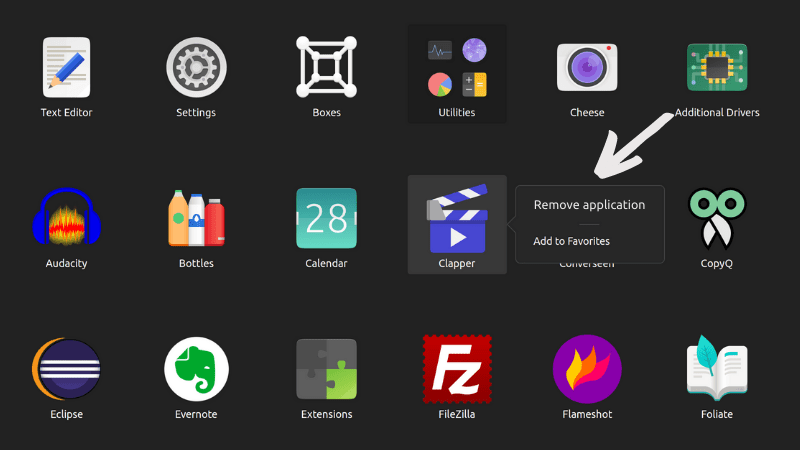 Text Editor
Settings
Boxes
Utilities
Cheese
Additional Drivers
Remove application
Add to Favorites
Audacity
Bottles
28
Calendar
Clapper
Converseen
CopyQ
Eclipse
Evernote
Extensions
Fz
FileZilla
Flameshot
Foliate